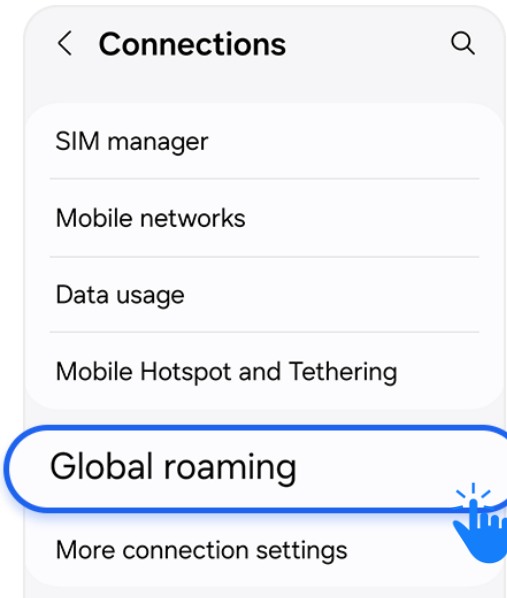 Connections
SIM manager
Mobile networks
Data usage
Mobile Hotspot and Tethering
Global roaming
More connection settings